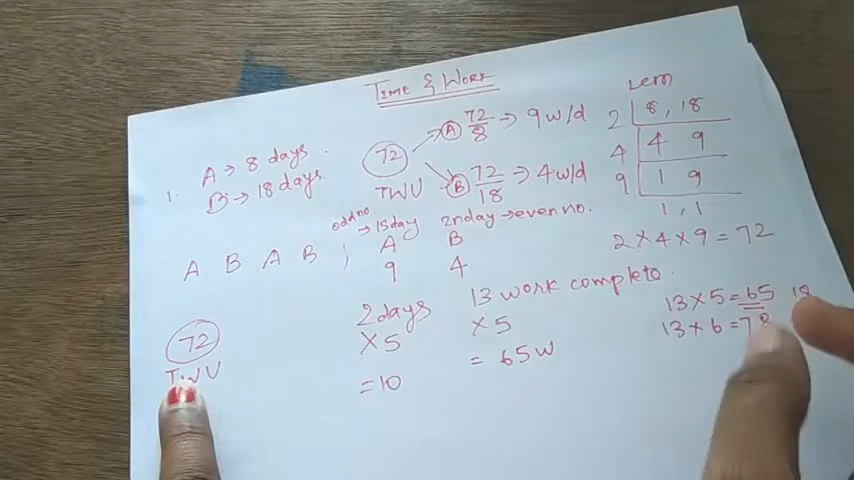 TIME & WORK
1. A → 8 days.
B → 18 days.
72
TWU
A 72/8 => 9 w/d
B 72/18 => 4 w/d
Lcm
2 | 8, 18
4 | 4 9
9 | 1 9
1, 1
2 × 4 × 9 = 72
odd no → 1st day 2nd day → even no.
A B A B ; A B
9 4
2 days 13 work complete.
×5 ×5
= 10 = 65 W
13 × 5 = 65
13 × 6 = 78
72
TWU